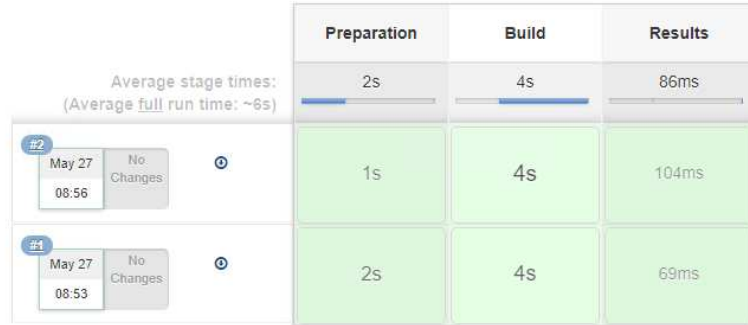 Preparation Build Results
Average stage times: 2s 4s 86ms
(Average full run time: ~6s)
#2
May 27 No
Changes
08:56
1s 4s 104ms
#1
May 27 No
Changes
08:53
2s 4s 69ms